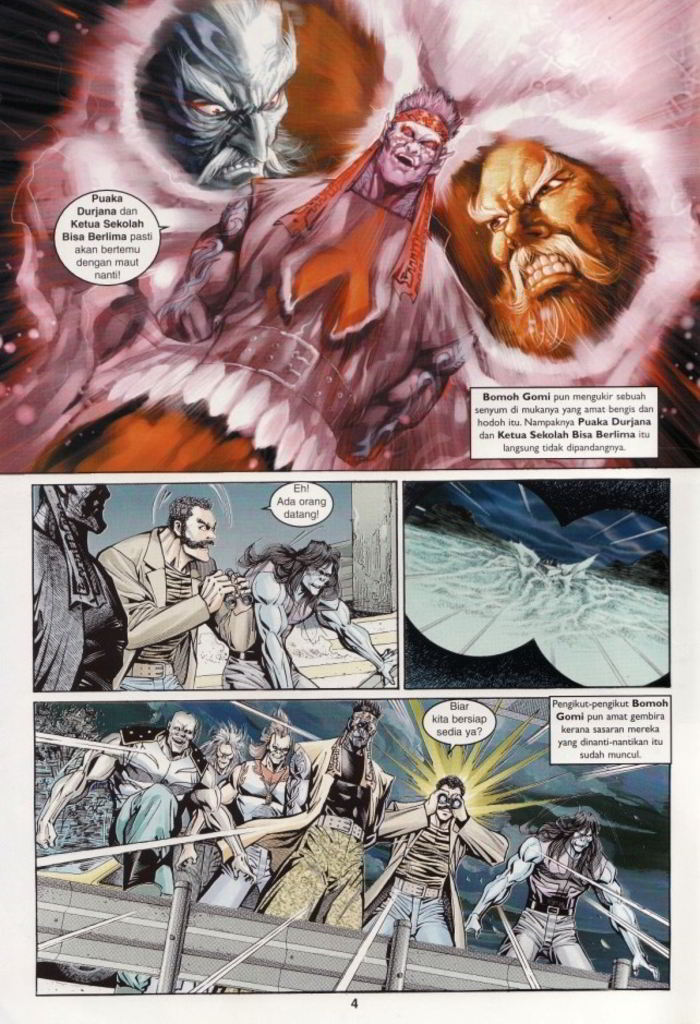 Puaka
Durjana dan
Ketua Sekolah
Bisa Berlima pasti
akan bertemu
dengan maut
nanti!
Bomoh Gomi pun mengukir sebuah
senyum di mukanya yang amat bengis dan
hodoh itu. Nampaknya Puaka Durjana
dan Ketua Sekolah Bisa Berlima itu
langsung tidak dipandangnya.
Eh!
Ada orang
datang!
Biar
kita bersiap
sedia ya?
Pengikut-pengikut Bomoh
Gomi pun amat gembira
kerana sasaran mereka
yang dinanti-nantikan itu
sudah muncul.
4